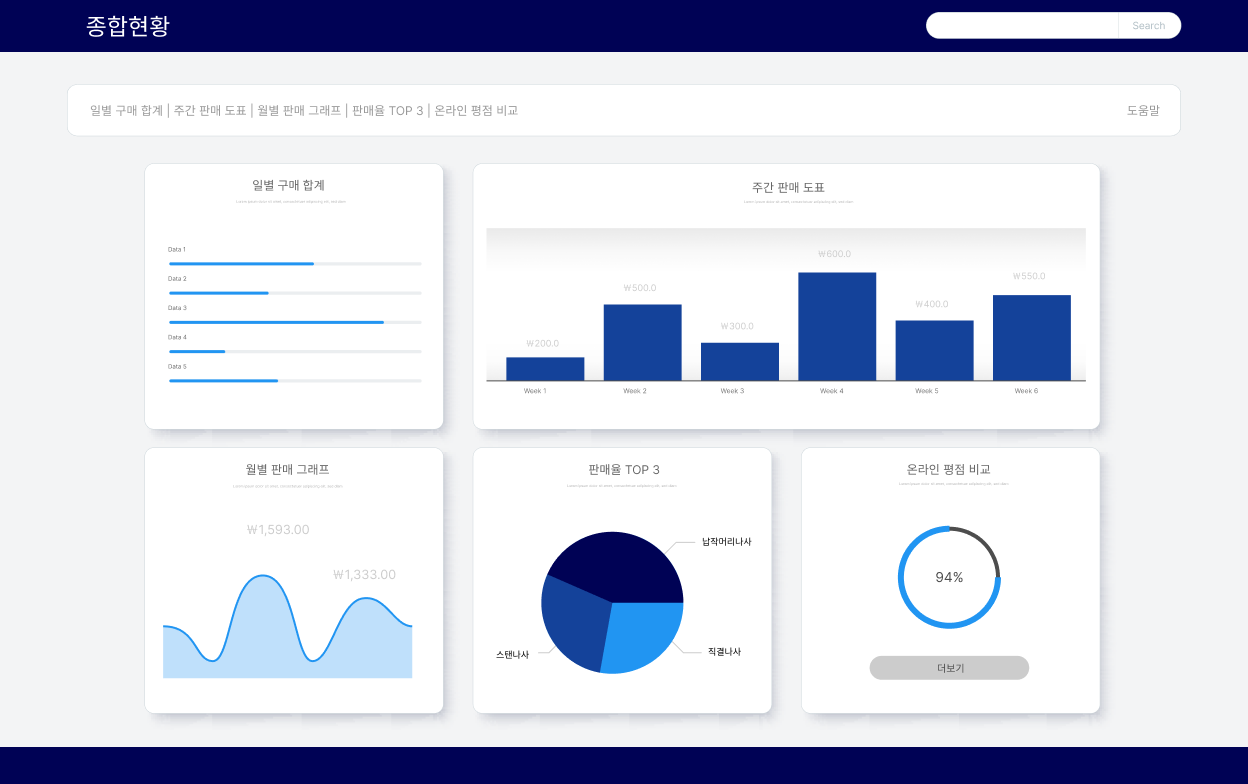 종합현황
Search
일별 구매 합계 | 주간 판매 도표 | 월별 판매 그래프 | 판매율 TOP 3 | 온라인 평점 비교
도움말
일별 구매 합계
Data 1
Data 2
Data 3
Data 4
Data 5
주간 판매 도표
₩200.0
₩500.0
₩300.0
₩600.0
₩400.0
₩550.0
Week 1
Week 2
Week 3
Week 4
Week 5
Week 6
월별 판매 그래프
₩1,593.00
₩1,333.00
판매율 TOP 3
납작머리나사
스탠나사
직결나사
온라인 평점 비교
94%
더보기